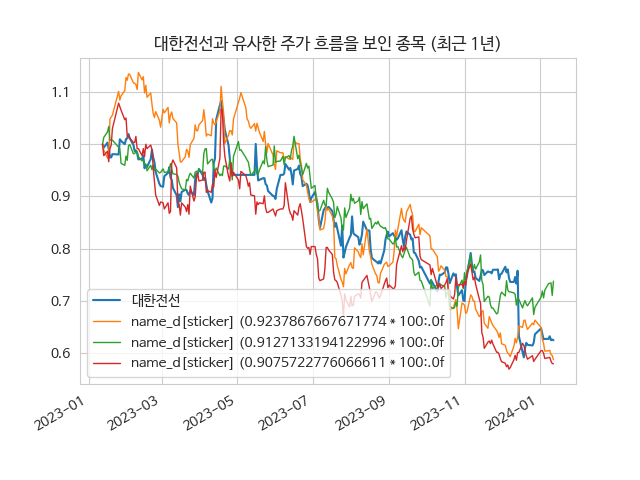 대한전선과 유사한 주가 흐름을 보인 종목 (최근 1년)
1.1
1.0
0.9
0.8
0.7
0.6
대한전선
name_d[sticker] (0.9237867667671774 * 100:.0f
name_d[sticker] (0.9127133194122996 * 100:.0f
name_d[sticker] (0.9075722776066611 * 100:.0f
2023-01
2023-03
2023-05
2023-07
2023-09
2023-11
2024-01